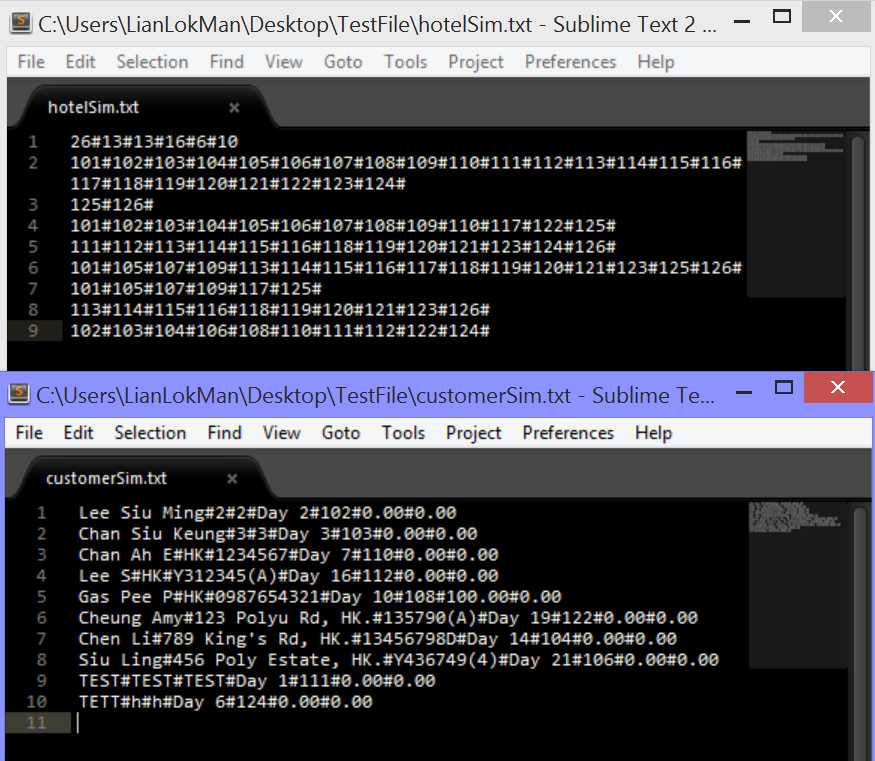 C:\Users\LianLokMan\Desktop\TestFile\hotelSim.txt - Sublime Text 2 ...
File Edit Selection Find View Goto Tools Project Preferences Help
hotelSim.txt
1 26#13#13#16#6#10
2 101#102#103#104#105#106#107#108#109#110#111#112#113#114#115#116#
117#118#119#120#121#122#123#124#
3 125#126#
4 101#102#103#104#105#106#107#108#109#110#117#122#125#
5 111#112#113#114#115#116#118#119#120#121#123#124#126#
6 101#105#107#109#113#114#115#116#117#118#119#120#121#123#125#126#
7 101#105#107#109#117#125#
8 113#114#115#116#118#119#120#121#123#126#
9 102#103#104#106#108#110#111#112#122#124#
C:\Users\LianLokMan\Desktop\TestFile\customerSim.txt - Sublime Te...
File Edit Selection Find View Goto Tools Project Preferences Help
customerSim.txt
1 Lee Siu Ming#2#2#Day 2#102#0.00#0.00
2 Chan Siu Keung#3#3#Day 3#103#0.00#0.00
3 Chan Ah E#HK#1234567#Day 7#110#0.00#0.00
4 Lee S#HK#Y312345(A)#Day 16#112#0.00#0.00
5 Gas Pee P#HK#0987654321#Day 10#108#100.00#0.00
6 Cheung Amy#123 Polyu Rd, HK.#135790(A)#Day 19#122#0.00#0.00
7 Chen Li#789 King's Rd, HK.#13456798D#Day 14#104#0.00#0.00
8 Siu Ling#456 Poly Estate, HK.#Y436749(4)#Day 21#106#0.00#0.00
9 TEST#TEST#TEST#Day 1#111#0.00#0.00
10 TETT#h#h#Day 6#124#0.00#0.00
11